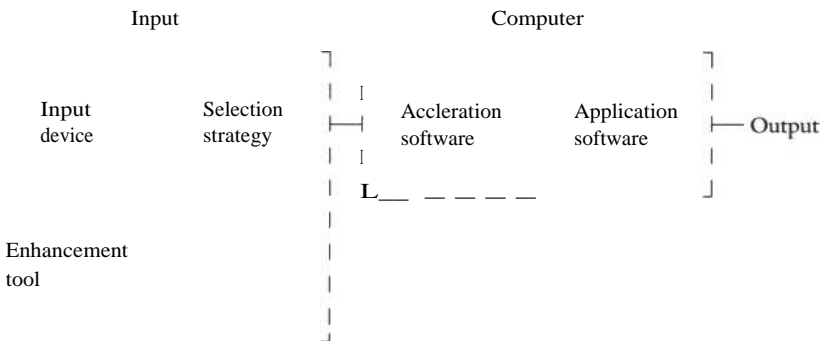 Input
Computer
Input
device
Selection
strategy
Accleration
software
Application
software
Output
Enhancement
tool